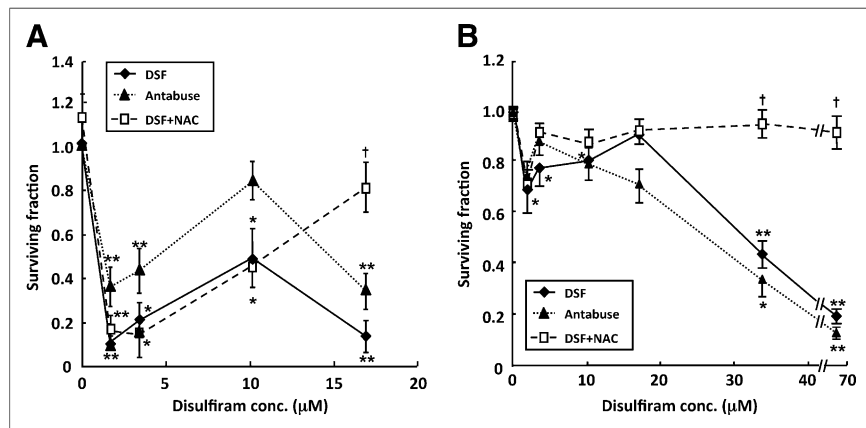 A
B
1.4
1.2
1.0
0.8
0.6
0.4
0.2
0
Surviving fraction
DSF
Antabuse
DSF+NAC
** ** ** ** * * * * ** ** †
0 5 10 15 20
Disulfiram conc. (µM)
1.2
1.0
0.8
0.6
0.4
0.2
0
Surviving fraction
† †
* * * ** * ** **
DSF
Antabuse
DSF+NAC
0 10 20 30 40 70
Disulfiram conc. (µM)